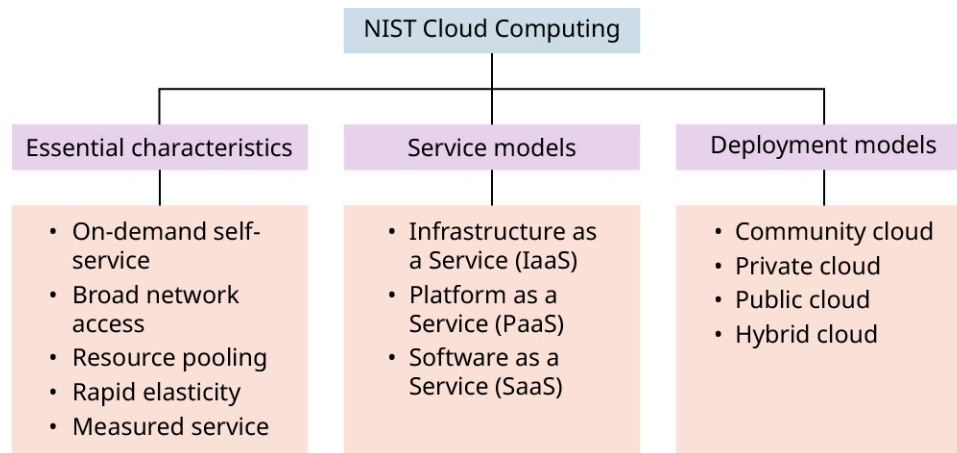 NIST Cloud Computing
Essential characteristics
• On-demand self-
service
• Broad network
access
• Resource pooling
• Rapid elasticity
• Measured service
Service models
• Infrastructure as
a Service (IaaS)
• Platform as a
Service (PaaS)
• Software as a
Service (SaaS)
Deployment models
• Community cloud
• Private cloud
• Public cloud
• Hybrid cloud